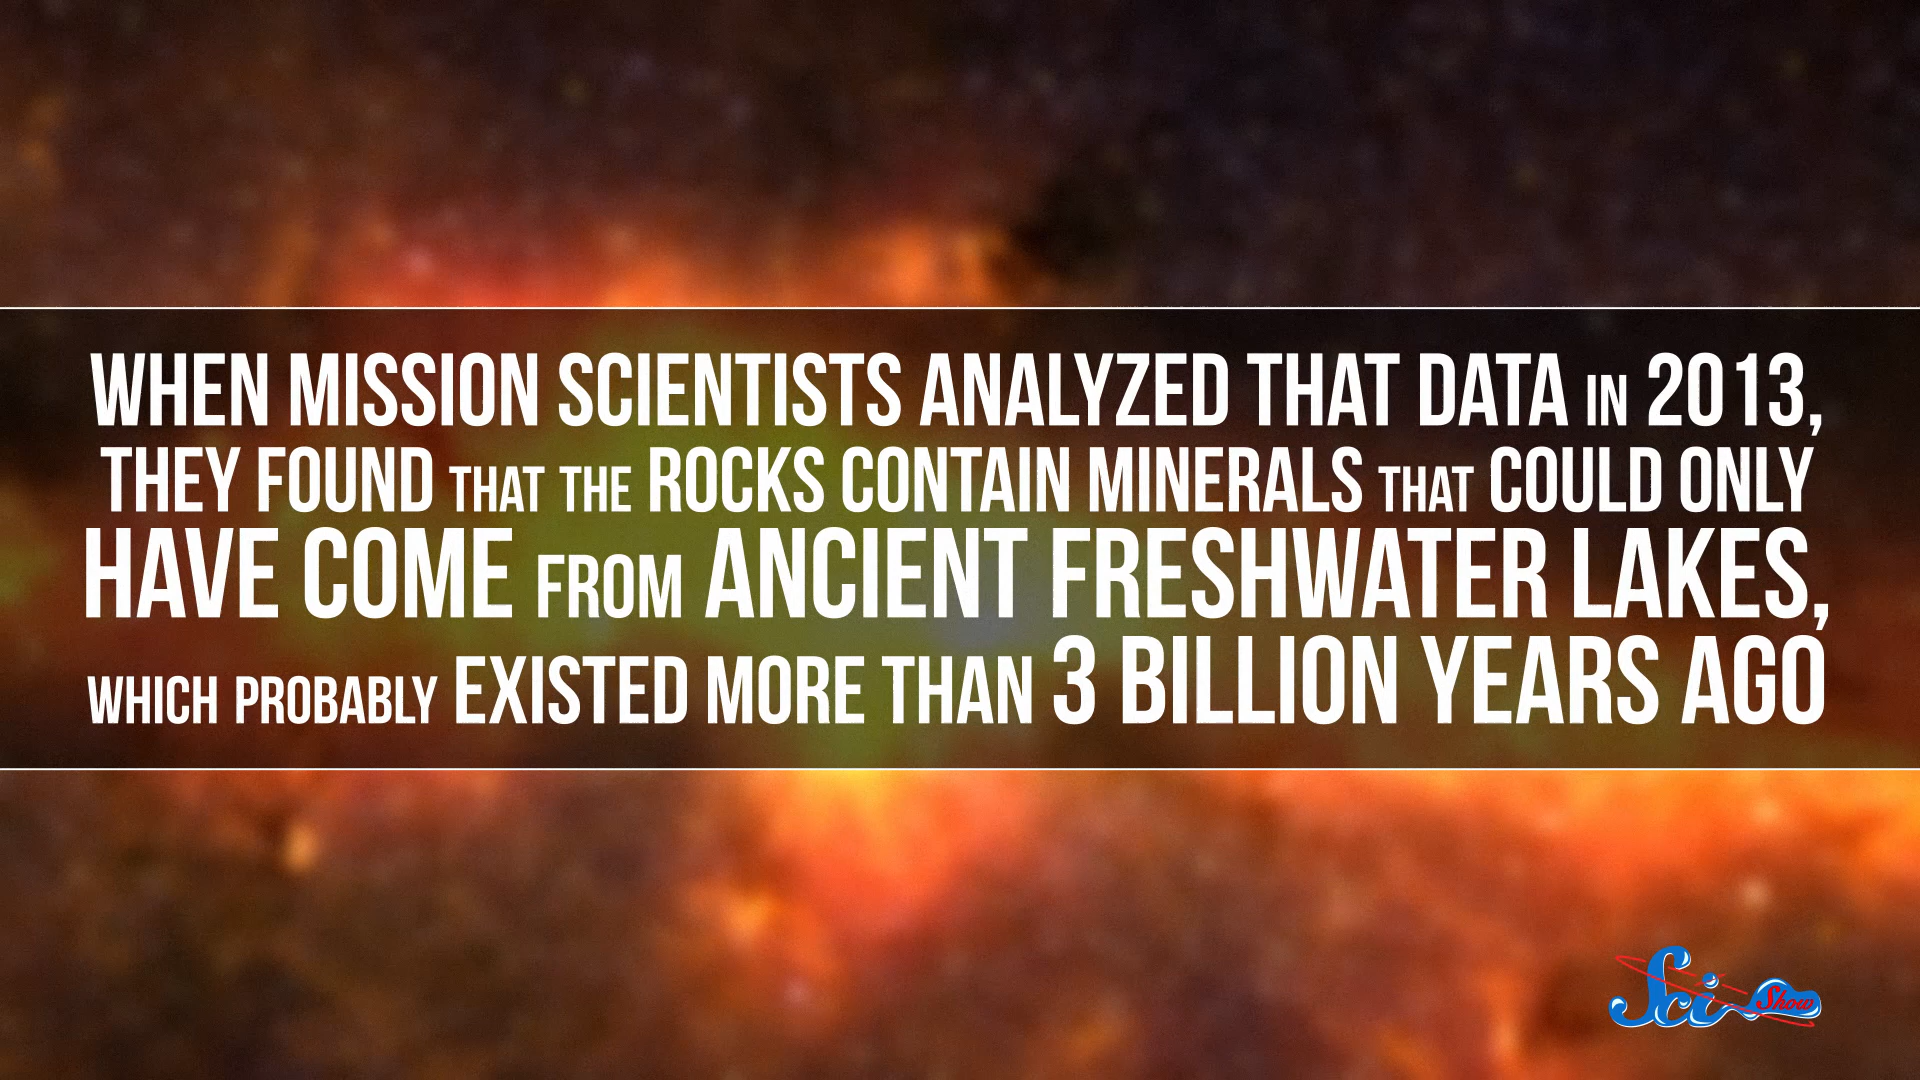 WHEN MISSION SCIENTISTS ANALYZED THAT DATA IN 2013,
THEY FOUND THAT THE ROCKS CONTAIN MINERALS THAT COULD ONLY
HAVE COME FROM ANCIENT FRESHWATER LAKES,
WHICH PROBABLY EXISTED MORE THAN 3 BILLION YEARS AGO
Sci Show